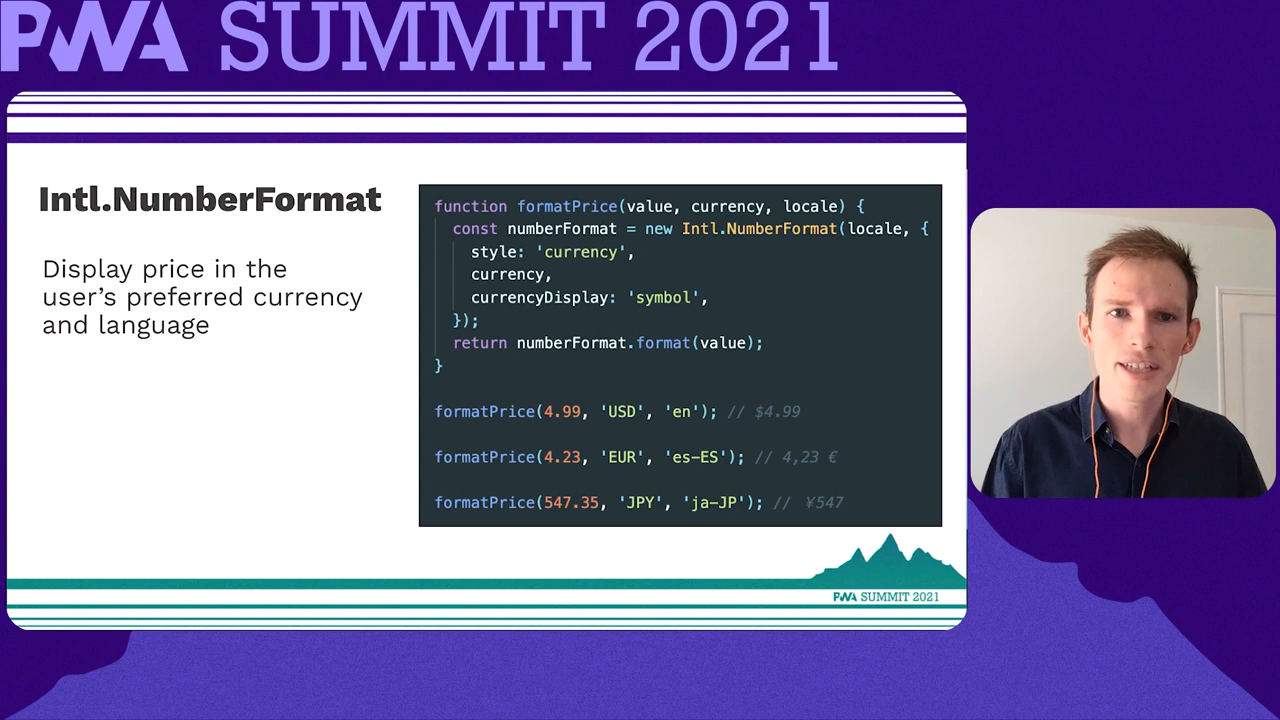 PWA SUMMIT 2021
Intl.NumberFormat
Display price in the
user’s preferred currency
and language
function formatPrice(value, currency, locale) {
const numberFormat = new Intl.NumberFormat(locale, {
style: 'currency',
currency,
currencyDisplay: 'symbol',
});
return numberFormat.format(value);
}
formatPrice(4.99, 'USD', 'en'); // $4.99
formatPrice(4.23, 'EUR', 'es-ES'); // 4,23 €
formatPrice(547.35, 'JPY', 'ja-JP'); // ¥547
PWA SUMMIT 2021